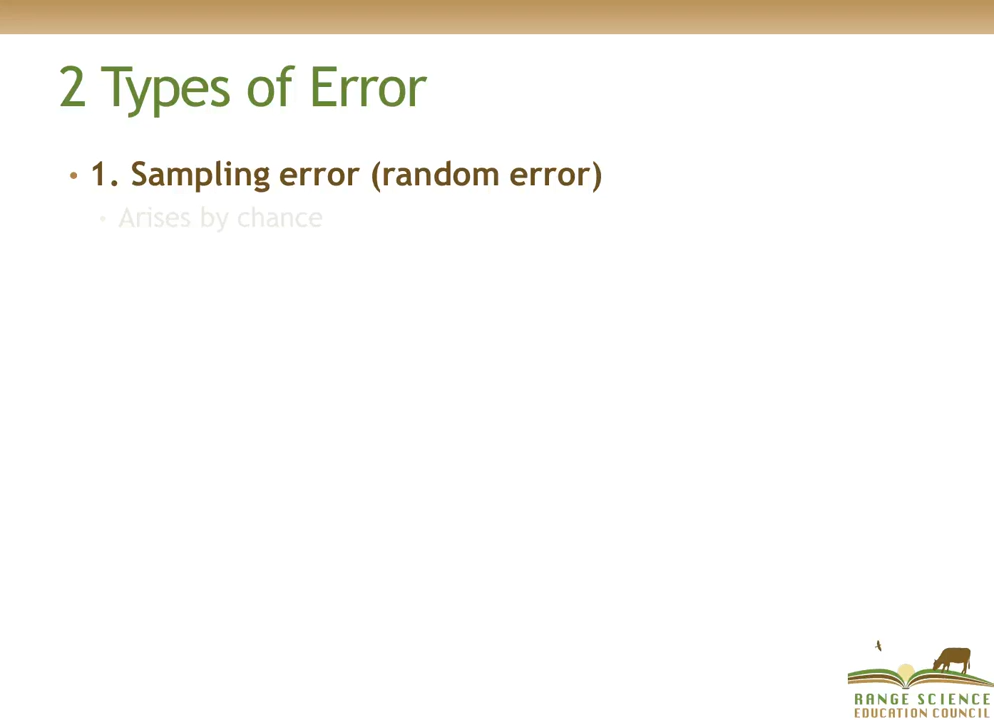 2 Types of Error
• 1. Sampling error (random error)
• Arises by chance
RANGE SCIENCE
EDUCATION COUNCIL